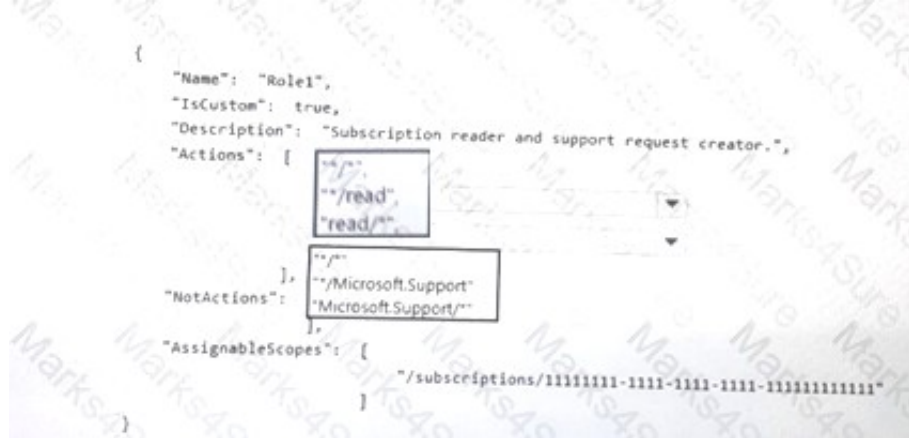 {
"Name": "Role1",
"IsCustom": true,
"Description": "Subscription reader and support request creator.",
"Actions": [
"*/*",
"*/read",
"read/*",
"*/*"
"*/Microsoft.Support"
"Microsoft.Support/*"
],
"NotActions":
],
"AssignableScopes": [
"/subscriptions/11111111-1111-1111-1111-111111111111"
]
}
Marks4Sure